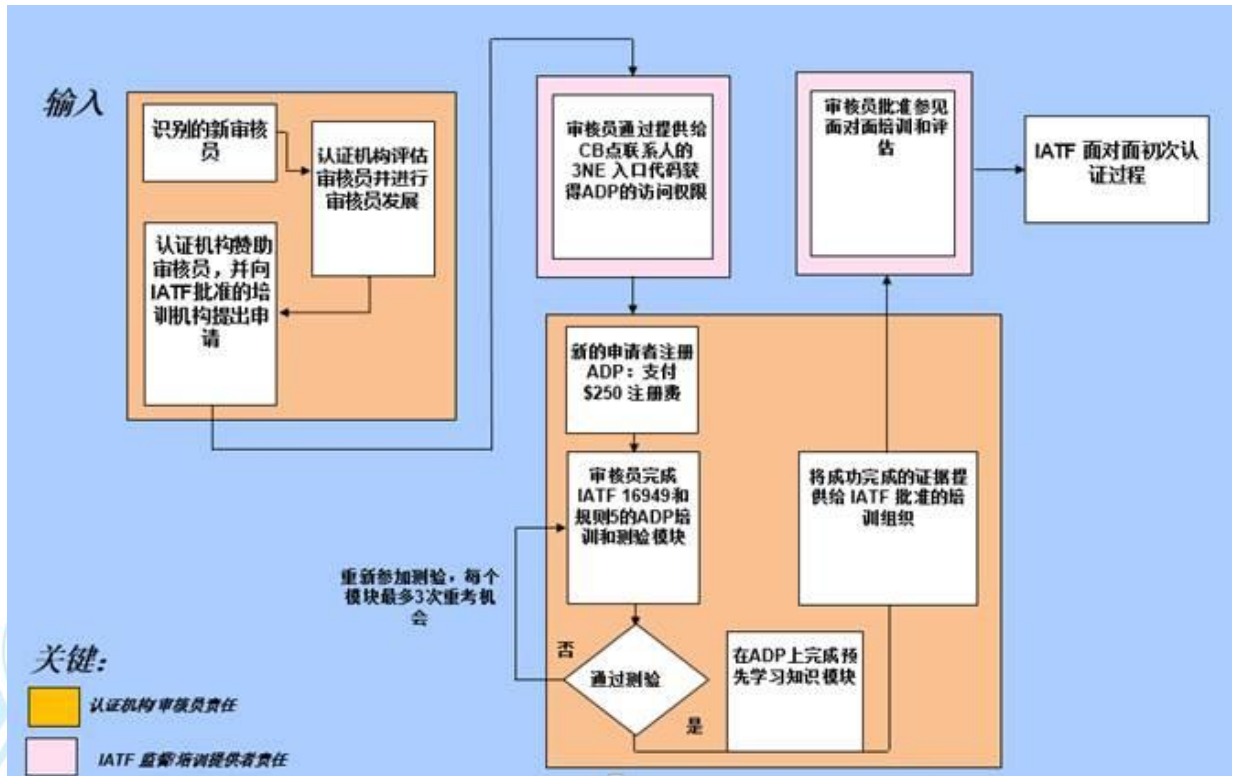 输入
识别的新审核
员
认证机构评估
审核员并进行
审核员发展
认证机构赞助
审核员，并向
IATF批准的培
训机构提出申
请
审核员通过提供给
CB点联系人的
3NE 入口代码获
得ADP的访问权限
审核员批准参见
面对面培训和评
估
IATF 面对面初次认
证过程
新的申请者注册
ADP：支付
$250 注册费
审核员完成
IATF 16949和
规则5的ADP培
训和测验模块
将成功完成的证据提
供给 IATF 批准的培
训组织
重新参加测验，每个
模块最多3次重考机
会
否
通过测验
是
在ADP上完成预
先学习知识模块
关键：
认证机构/审核员责任
IATF 监督/培训提供者责任